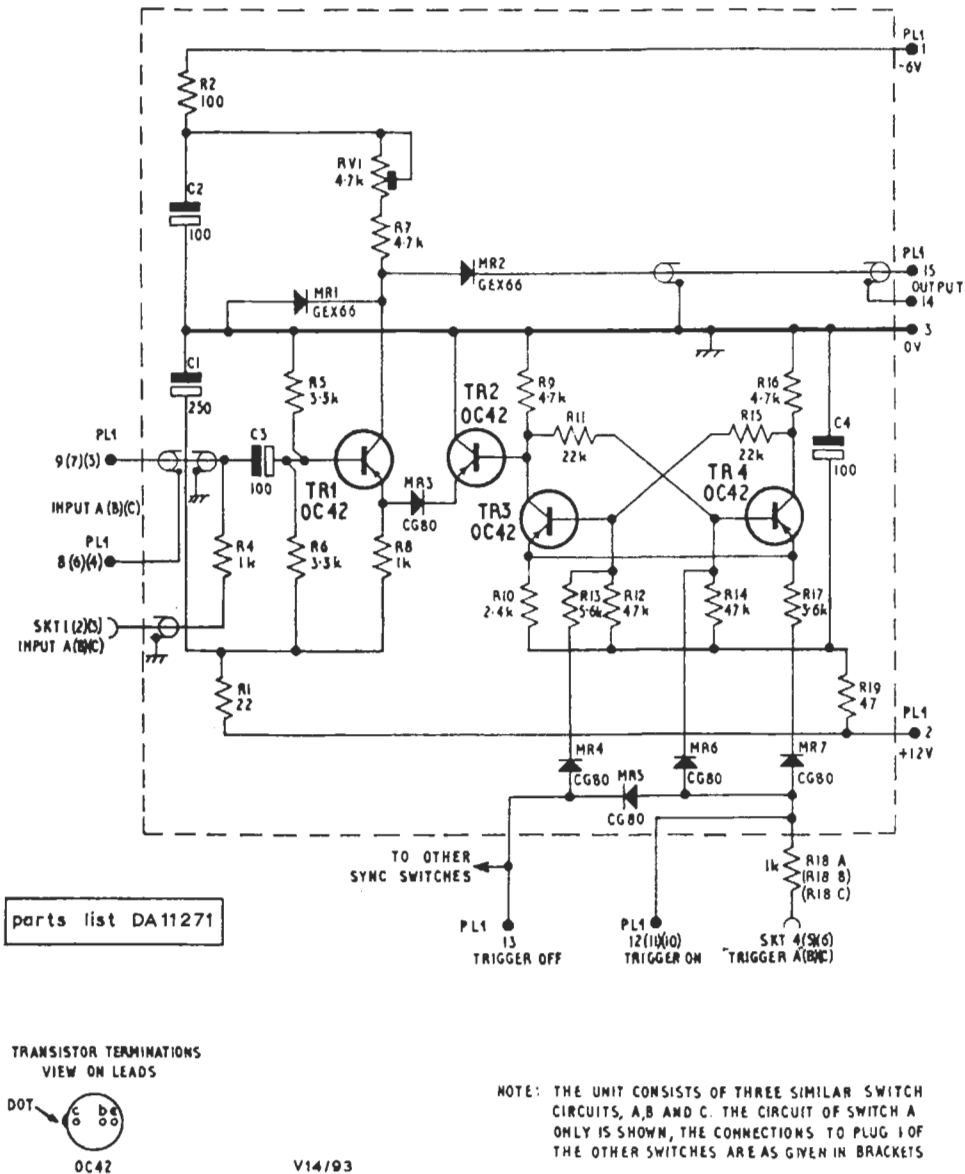 PL1
1
-6V
R2
100
RV1
4.7k
C2
100
R7
4.7k
MR2
GEX66
PL1
15
OUTPUT
14
MR1
GEX66
3
0V
C1
250
R5
3.3k
TR2
OC42
R9
4.7k
R16
4.7k
R11
22k
R15
22k
C4
100
PL1
9(7)(3)
C3
100
TR1
OC42
MR3
CG80
TR3
OC42
TR4
OC42
INPUT A(B)(C)
PL1
8(6)(4)
R4
1k
R6
3.3k
R8
1k
R10
2.4k
R13
5.6k
R12
47k
R14
47k
R17
3.6k
SKT1(2)(3)
INPUT A(B)(C)
R1
22
R19
47
PL1
2
+12V
MR4
CG80
MR5
CG80
MR6
CG80
MR7
CG80
TO OTHER
SYNC SWITCHES
1k
R18 A
(R18 B)
(R18 C)
parts list DA11271
PL1
13
TRIGGER OFF
PL1
12(11)(10)
TRIGGER ON
SKT 4(5)(6)
TRIGGER A(B)(C)
TRANSISTOR TERMINATIONS
VIEW ON LEADS
DOT
c b e
OC42
V14/93
NOTE: THE UNIT CONSISTS OF THREE SIMILAR SWITCH
CIRCUITS, A,B AND C. THE CIRCUIT OF SWITCH A
ONLY IS SHOWN, THE CONNECTIONS TO PLUG 1 OF
THE OTHER SWITCHES ARE AS GIVEN IN BRACKETS